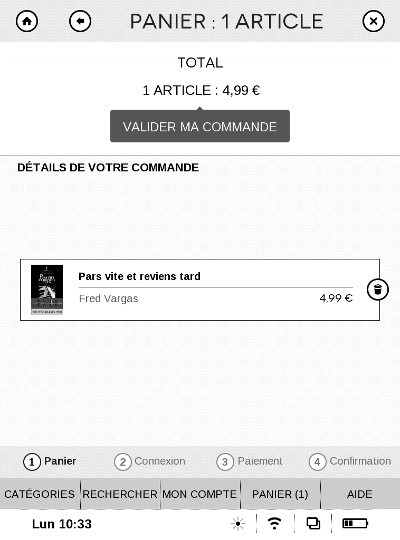 PANIER : 1 ARTICLE
TOTAL
1 ARTICLE : 4,99 €
VALIDER MA COMMANDE
DÉTAILS DE VOTRE COMMANDE
Pars vite et reviens tard
Fred Vargas 4,99 €
1 Panier 2 Connexion 3 Paiement 4 Confirmation
CATÉGORIES RECHERCHER MON COMPTE PANIER (1) AIDE
Lun 10:33